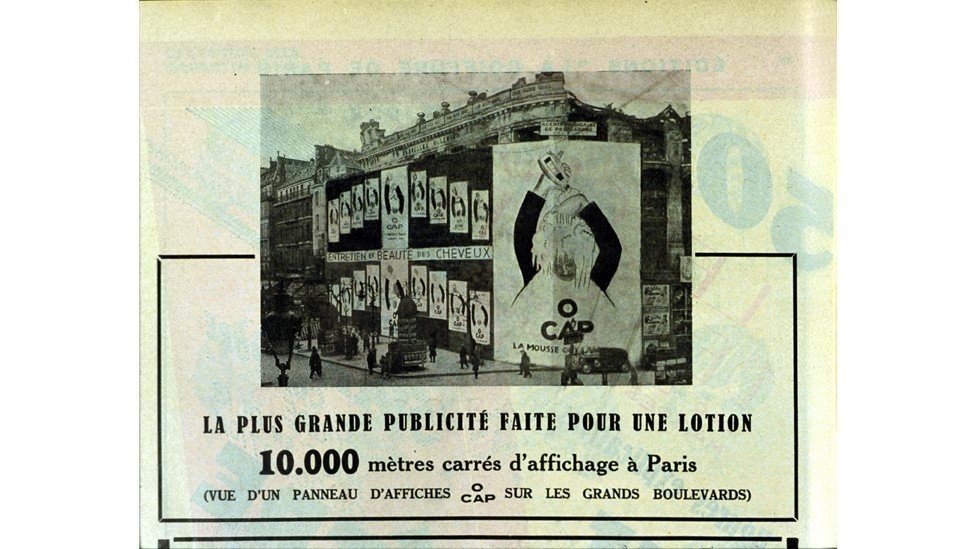 ENTRETIEN ET BEAUTÉ DES CHEVEUX
O
CAP
O
CAP
LA MOUSSE
LA PLUS GRANDE PUBLICITÉ FAITE POUR UNE LOTION
10.000 mètres carrés d'affichage à Paris
(VUE D'UN PANNEAU D'AFFICHES O CAP SUR LES GRANDS BOULEVARDS)